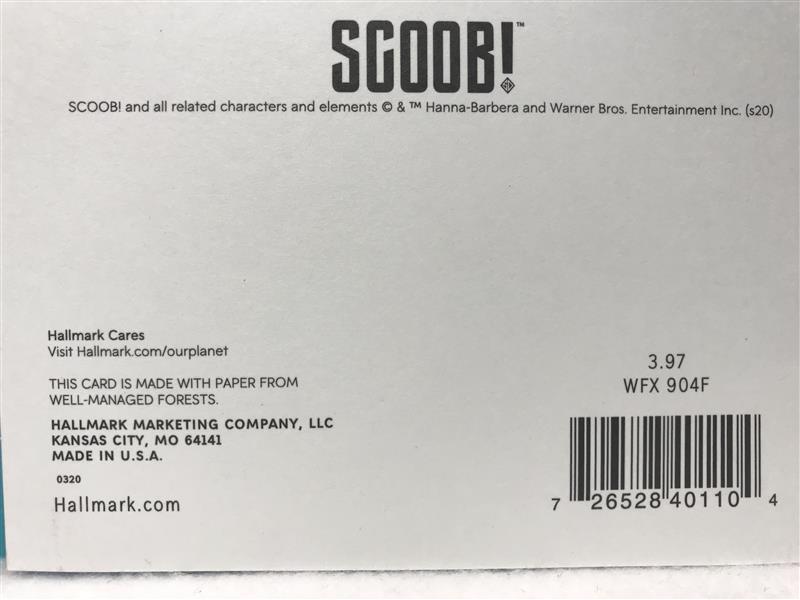 SCOOB!™
SCOOB! and all related characters and elements © & ™ Hanna-Barbera and Warner Bros. Entertainment Inc. (s20)
Hallmark Cares
Visit Hallmark.com/ourplanet
THIS CARD IS MADE WITH PAPER FROM
WELL-MANAGED FORESTS.
HALLMARK MARKETING COMPANY, LLC
KANSAS CITY, MO 64141
MADE IN U.S.A.
0320
Hallmark.com
3.97
WFX 904F
7 26528 40110 4